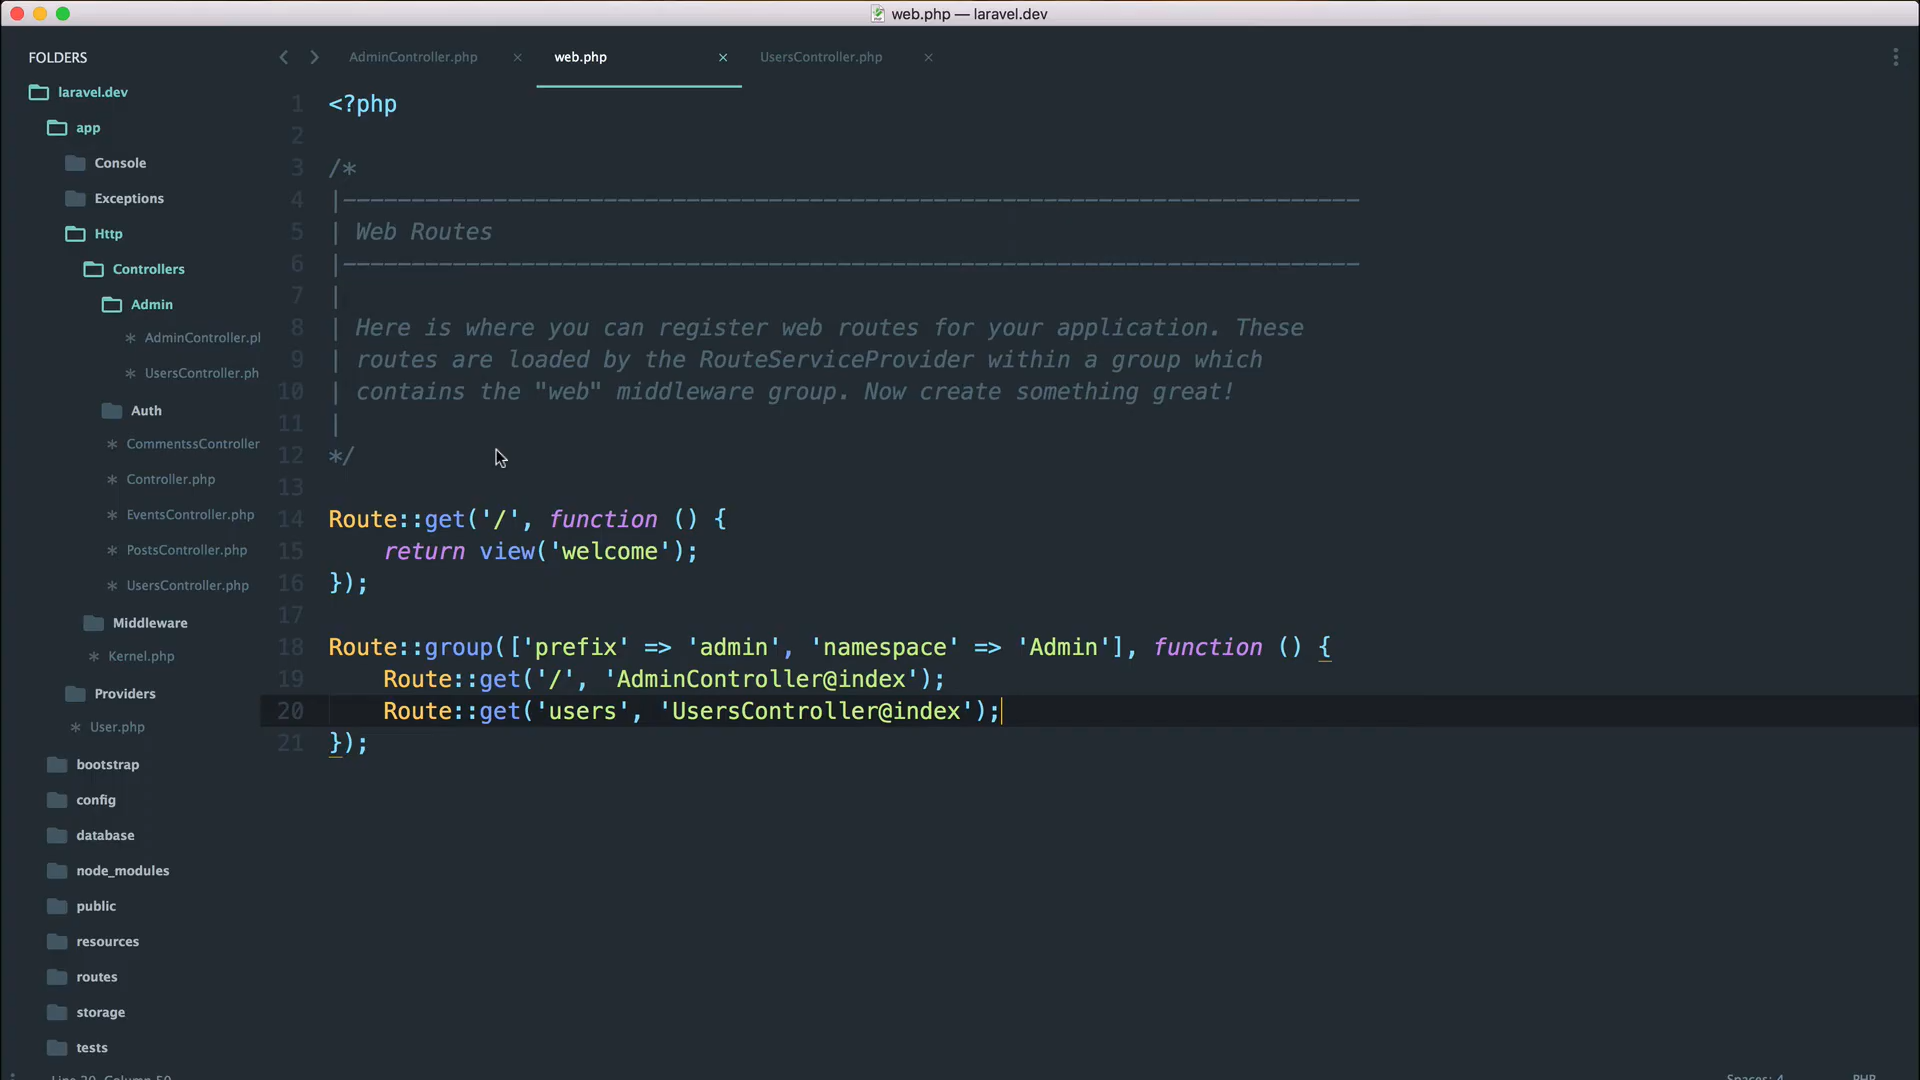 web.php — laravel.dev
FOLDERS
laravel.dev
app
Console
Exceptions
Http
Controllers
Admin
AdminController.pl
UsersController.ph
Auth
CommentssController
Controller.php
EventsController.php
PostsController.php
UsersController.php
Middleware
Kernel.php
Providers
User.php
bootstrap
config
database
node_modules
public
resources
routes
storage
tests
AdminController.php × web.php × UsersController.php ×
1 <?php
2
3 /*
4 |--------------------------------------------------------------------------
5 | Web Routes
6 |--------------------------------------------------------------------------
7 |
8 | Here is where you can register web routes for your application. These
9 | routes are loaded by the RouteServiceProvider within a group which
10 | contains the "web" middleware group. Now create something great!
11 |
12 */
13
14 Route::get('/', function () {
15     return view('welcome');
16 });
17
18 Route::group(['prefix' => 'admin', 'namespace' => 'Admin'], function () {
19     Route::get('/', 'AdminController@index');
20     Route::get('users', 'UsersController@index');
21 });
Spaces: 4 PHP